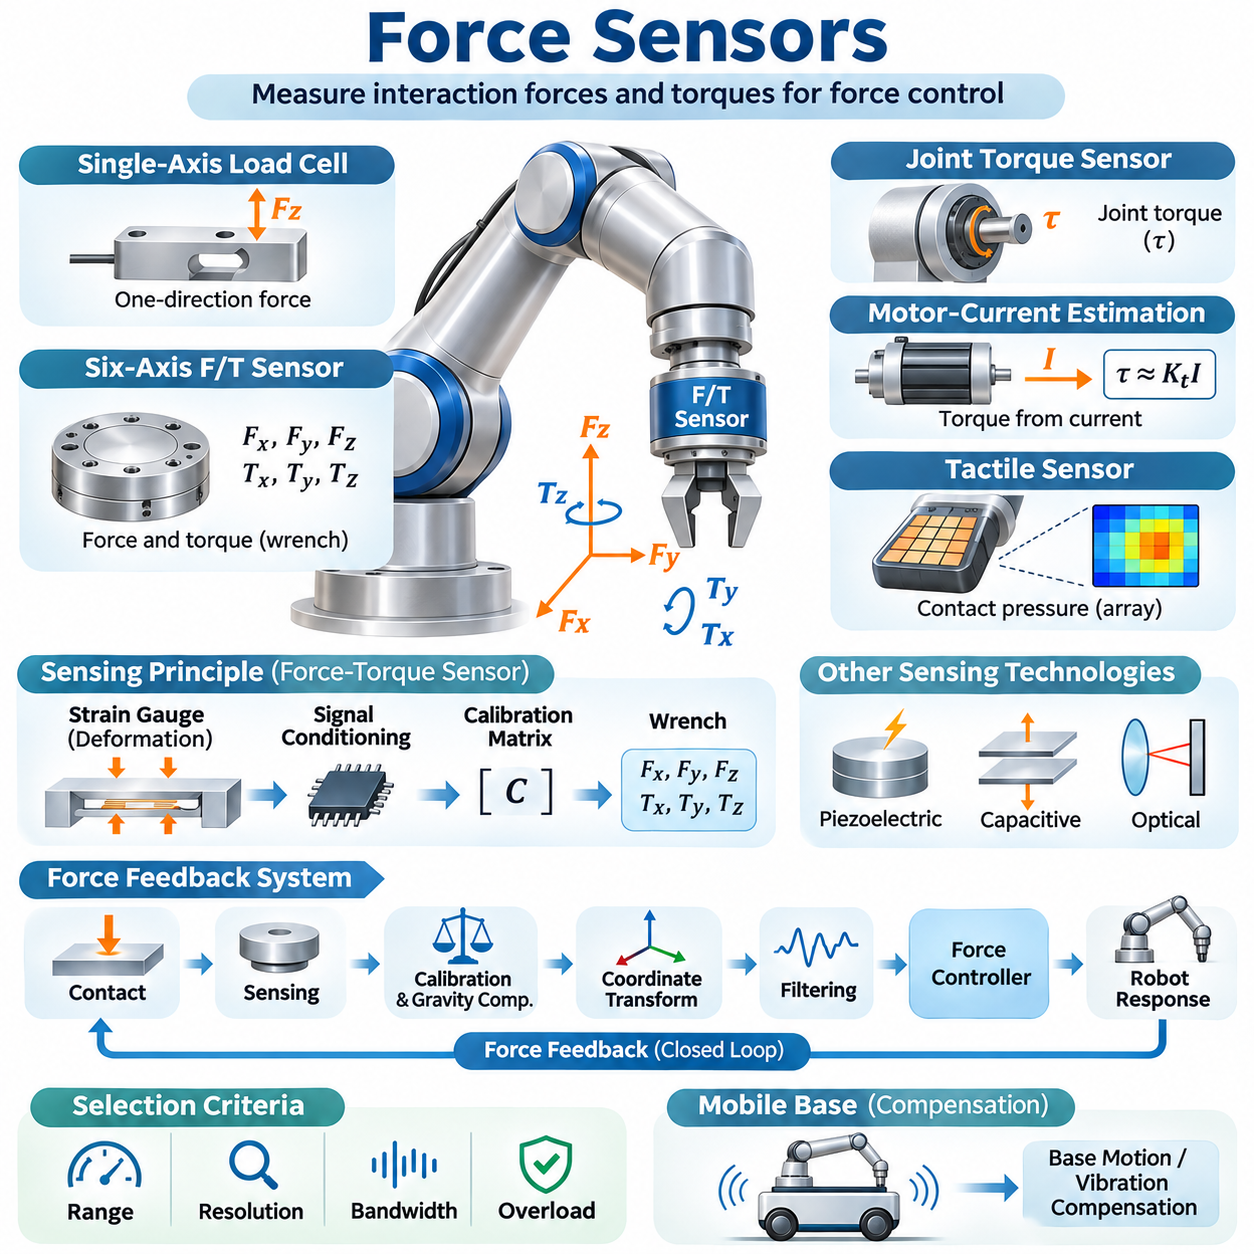 Force Sensors
Measure interaction forces and torques for force control
Single-Axis Load Cell
Fz
One-direction force
Six-Axis F/T Sensor
Fx, Fy, FZ
Tx, Ty, TZ
Force and torque (wrench)
F/T
Sensor
Fz
Tz
Fy
Fx
Ty
Tx
Joint Torque Sensor
τ
Joint torque
(τ)
Motor-Current Estimation
I
τ ≈ KtI
Torque from current
Tactile Sensor
Contact pressure (array)
Sensing Principle (Force-Torque Sensor)
Strain Gauge
(Deformation)
Signal
Conditioning
Calibration
Matrix
[ C ]
Wrench
Fx, Fy, FZ
Tx, Ty, TZ
Other Sensing Technologies
Piezoelectric
Capacitive
Optical
Force Feedback System
Contact
Sensing
Calibration
& Gravity Comp.
Coordinate
Transform
Filtering
Force
Controller
Robot
Response
Force Feedback (Closed Loop)
Selection Criteria
Range
Resolution
Bandwidth
Overload
Mobile Base (Compensation)
Base Motion /
Vibration
Compensation